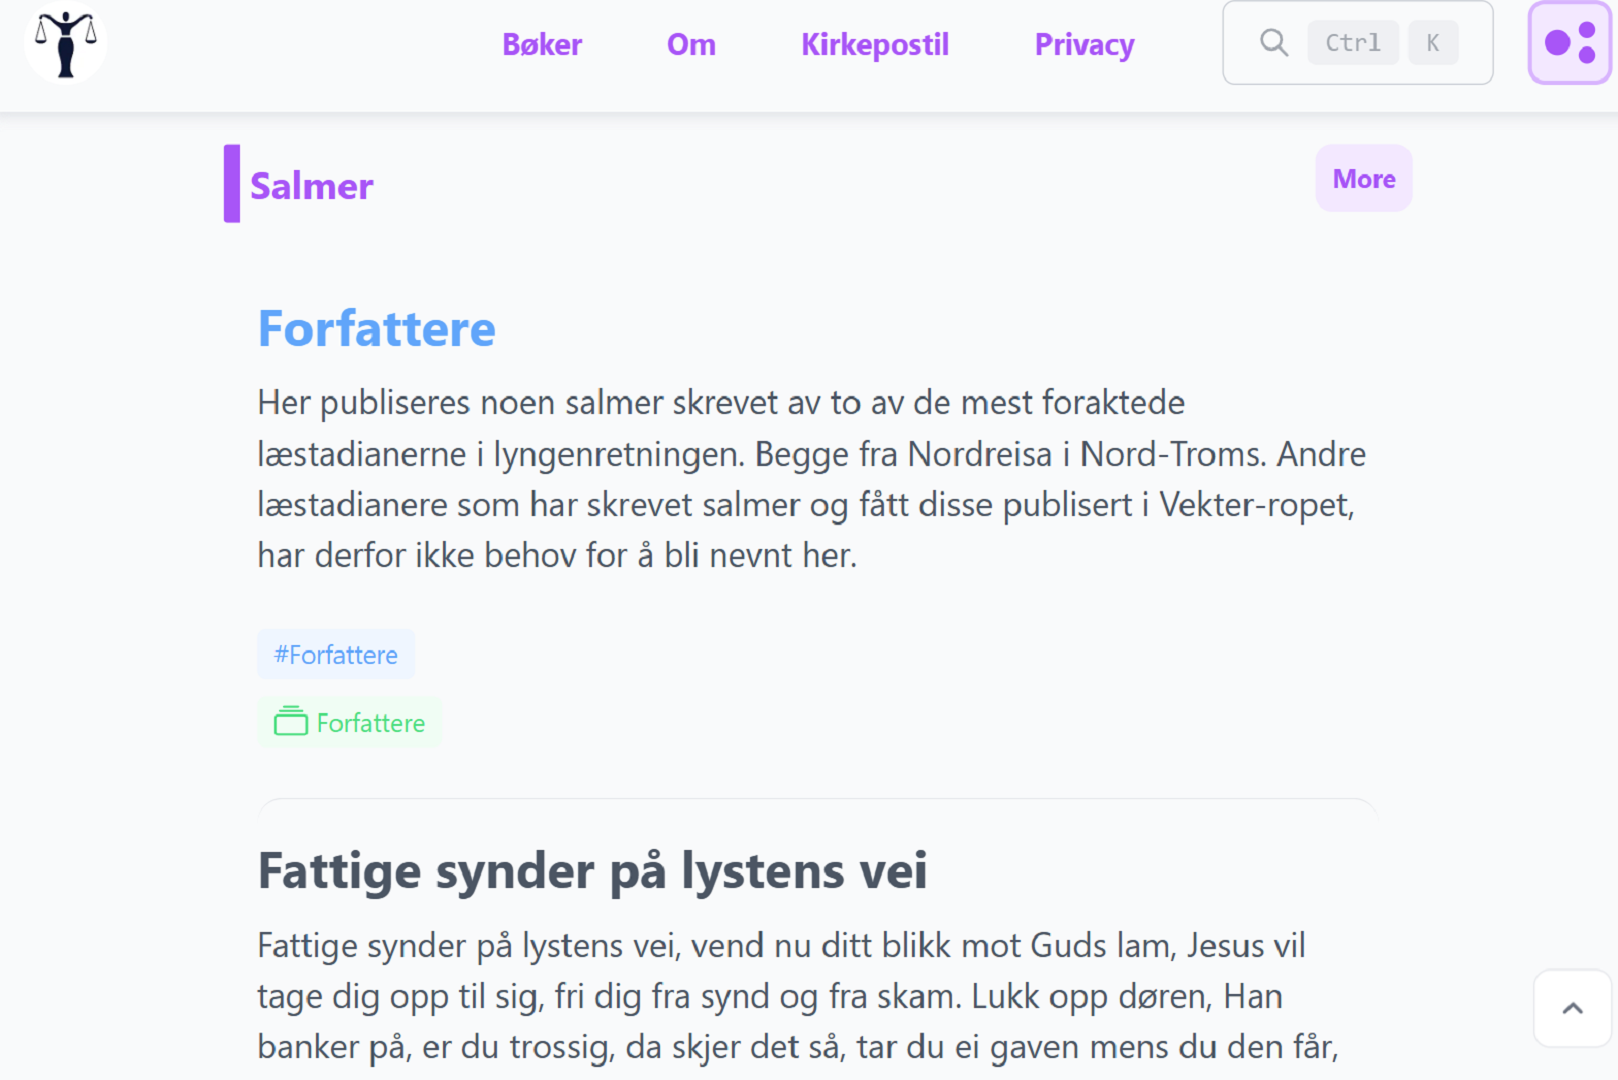 Bøker Om Kirkepostil Privacy Ctrl K
Salmer More
Forfattere
Her publiseres noen salmer skrevet av to av de mest foraktede
læstadianerne i lyngenretningen. Begge fra Nordreisa i Nord-Troms. Andre
læstadianere som har skrevet salmer og fått disse publisert i Vekter-ropet,
har derfor ikke behov for å bli nevnt her.
#Forfattere
Forfattere
Fattige synder på lystens vei
Fattige synder på lystens vei, vend nu ditt blikk mot Guds lam, Jesus vil
tage dig opp til sig, fri dig fra synd og fra skam. Lukk opp døren, Han
banker på, er du trossig, da skjer det så, tar du ei gaven mens du den får,